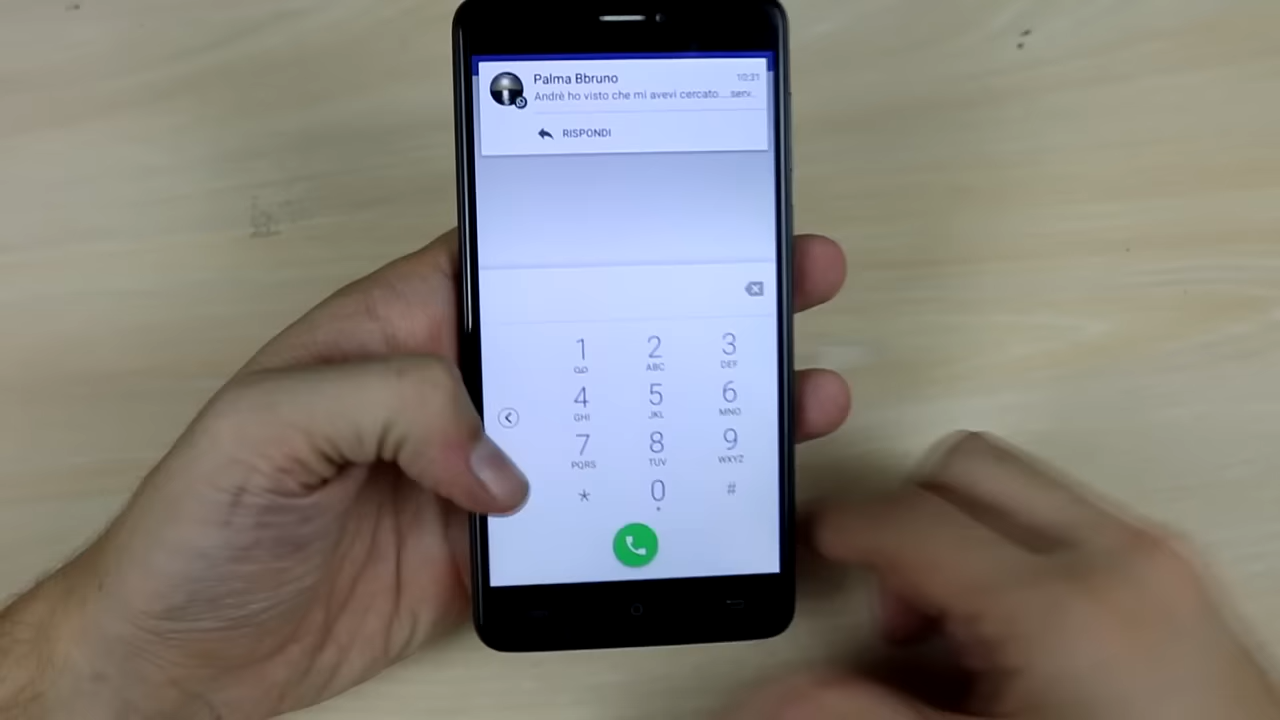 Palma Bbruno 10:31
Andrè ho visto che mi avevi cercato....serv..
RISPONDI
1 2 3
ABC DEF
4 5 6
GHI JKL MNO
7 8 9
PQRS TUV WXYZ
* 0 #
+